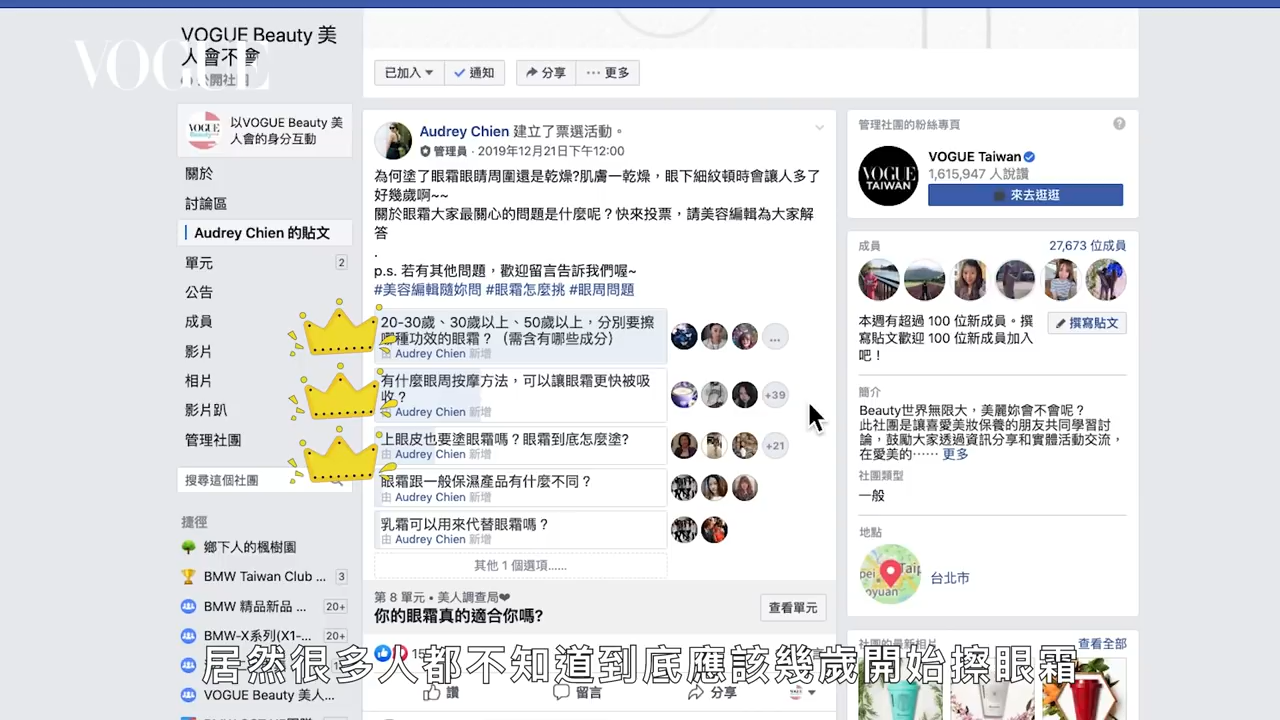 VOGUE Beauty 美
人會不會
公開社團
VOGUE
以VOGUE Beauty 美
人會的身分互動
關於
討論區
Audrey Chien 的貼文
單元 2
公告
成員
影片
相片
影片趴
管理社團
搜尋這個社團
捷徑
鄉下人的楓樹園
BMW Taiwan Club ... 3
BMW 精品新品 ... 20+
BMW-X系列(X1-... 20+
VOGUE Beauty 美人...
已加入
通知
分享
更多
Audrey Chien 建立了票選活動。
管理員 · 2019年12月21日下午12:00
為何塗了眼霜眼睛周圍還是乾燥?肌膚一乾燥，眼下細紋頓時會讓人多了
好幾歲啊~~
關於眼霜大家最關心的問題是什麼呢？快來投票，請美容編輯為大家解
答
.
p.s. 若有其他問題，歡迎留言告訴我們喔~
#美容編輯隨妳問 #眼霜怎麼挑 #眼周問題
20-30歲、30歲以上、50歲以上，分別要擦
哪種功效的眼霜？（需含有哪些成分）
由 Audrey Chien 新增
...
有什麼眼周按摩方法，可以讓眼霜更快被吸
收？
由 Audrey Chien 新增
+39
上眼皮也要塗眼霜嗎？眼霜到底怎麼塗?
Audrey Chien 新增
+21
眼霜跟一般保濕產品有什麼不同？
由 Audrey Chien 新增
乳霜可以用來代替眼霜嗎？
由 Audrey Chien 新增
其他 1 個選項......
第 8 單元 • 美人調查局❤
你的眼霜真的適合你嗎?
查看單元
讚
留言
分享
管理社團的粉絲專頁
VOGUE
TAIWAN
VOGUE Taiwan
1,615,947 人說讚
來去逛逛
成員
27,673 位成員
本週有超過 100 位新成員。撰
寫貼文歡迎 100 位新成員加入
吧！
撰寫貼文
簡介
Beauty世界無限大，美麗妳會不會呢？
此社團是讓喜愛美妝保養的朋友共同學習討
論，鼓勵大家透過資訊分享和實體活動交流，
在愛美的⋯⋯ 更多
社團類型
一般
地點
台北市
社團的最新相片
查看全部
居然很多人都不知道到底應該幾歲開始擦眼霜